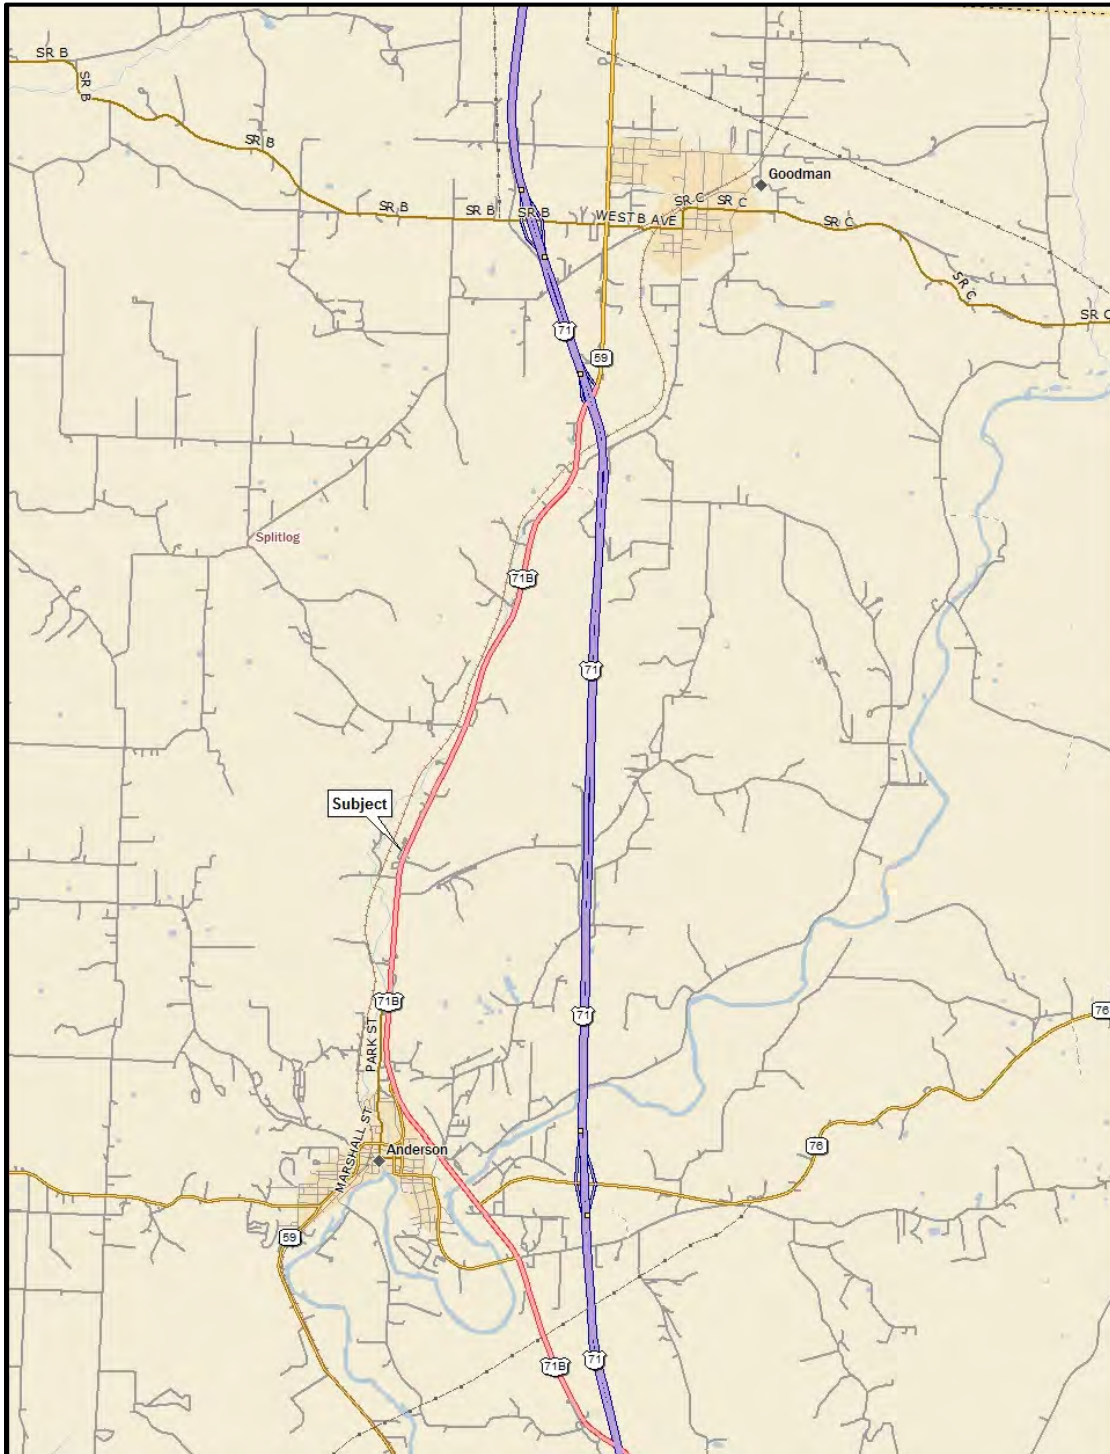 SR B
SR B
SR B
Goodman
SR B
SR B
SR B
WEST B AVE
SR C
SR C
SR C
SR C
SR C
71
59
Splitlog
71B
71
Subject
71B
71
76
PARK ST
MARSHALL ST
Anderson
76
59
71B
71